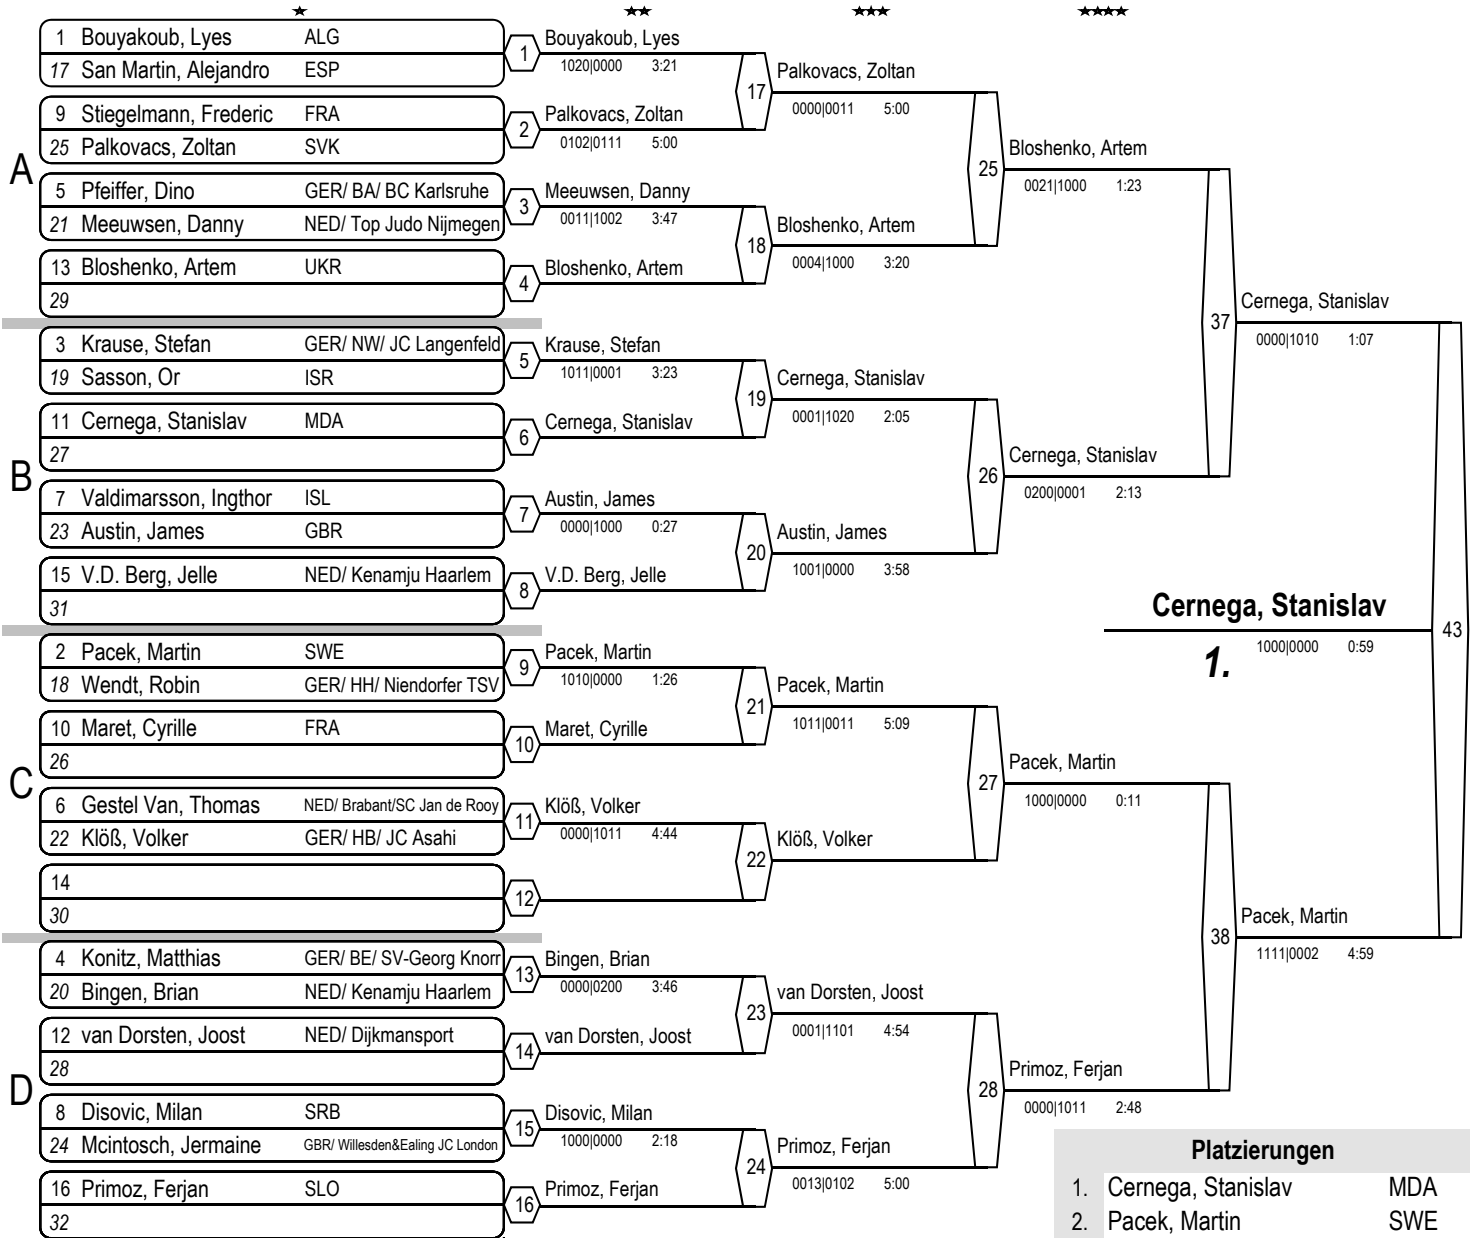 ★ ★★ ★★★ ★★★★
A
1 Bouyakoub, Lyes ALG
17 San Martin, Alejandro ESP
9 Stiegelmann, Frederic FRA
25 Palkovacs, Zoltan SVK
5 Pfeiffer, Dino GER/ BA/ BC Karlsruhe
21 Meeuwsen, Danny NED/ Top Judo Nijmegen
13 Bloshenko, Artem UKR
29
B
3 Krause, Stefan GER/ NW/ JC Langenfeld
19 Sasson, Or ISR
11 Cernega, Stanislav MDA
27
7 Valdimarsson, Ingthor ISL
23 Austin, James GBR
15 V.D. Berg, Jelle NED/ Kenamju Haarlem
31
C
2 Pacek, Martin SWE
18 Wendt, Robin GER/ HH/ Niendorfer TSV
10 Maret, Cyrille FRA
26
6 Gestel Van, Thomas NED/ Brabant/SC Jan de Rooy
22 Klöß, Volker GER/ HB/ JC Asahi
14
30
D
4 Konitz, Matthias GER/ BE/ SV-Georg Knorr
20 Bingen, Brian NED/ Kenamju Haarlem
12 van Dorsten, Joost NED/ Dijkmansport
28
8 Disovic, Milan SRB
24 Mcintosch, Jermaine GBR/ Willesden&Ealing JC London
16 Primoz, Ferjan SLO
32
1 Bouyakoub, Lyes
1020|0000 3:21
2 Palkovacs, Zoltan
0102|0111 5:00
3 Meeuwsen, Danny
0011|1002 3:47
4 Bloshenko, Artem
5 Krause, Stefan
1011|0001 3:23
6 Cernega, Stanislav
7 Austin, James
0000|1000 0:27
8 V.D. Berg, Jelle
9 Pacek, Martin
1010|0000 1:26
10 Maret, Cyrille
11 Klöß, Volker
0000|1011 4:44
12
13 Bingen, Brian
0000|0200 3:46
14 van Dorsten, Joost
15 Disovic, Milan
1000|0000 2:18
16 Primoz, Ferjan
17 Palkovacs, Zoltan
0000|0011 5:00
18 Bloshenko, Artem
0004|1000 3:20
19 Cernega, Stanislav
0001|1020 2:05
20 Austin, James
1001|0000 3:58
21 Pacek, Martin
1011|0011 5:09
22 Klöß, Volker
23 van Dorsten, Joost
0001|1101 4:54
24 Primoz, Ferjan
0013|0102 5:00
25 Bloshenko, Artem
0021|1000 1:23
26 Cernega, Stanislav
0200|0001 2:13
27 Pacek, Martin
1000|0000 0:11
28 Primoz, Ferjan
0000|1011 2:48
37 Cernega, Stanislav
0000|1010 1:07
38 Pacek, Martin
1111|0002 4:59
43 Cernega, Stanislav
1. 1000|0000 0:59
Platzierungen
1. Cernega, Stanislav MDA
2. Pacek, Martin SWE